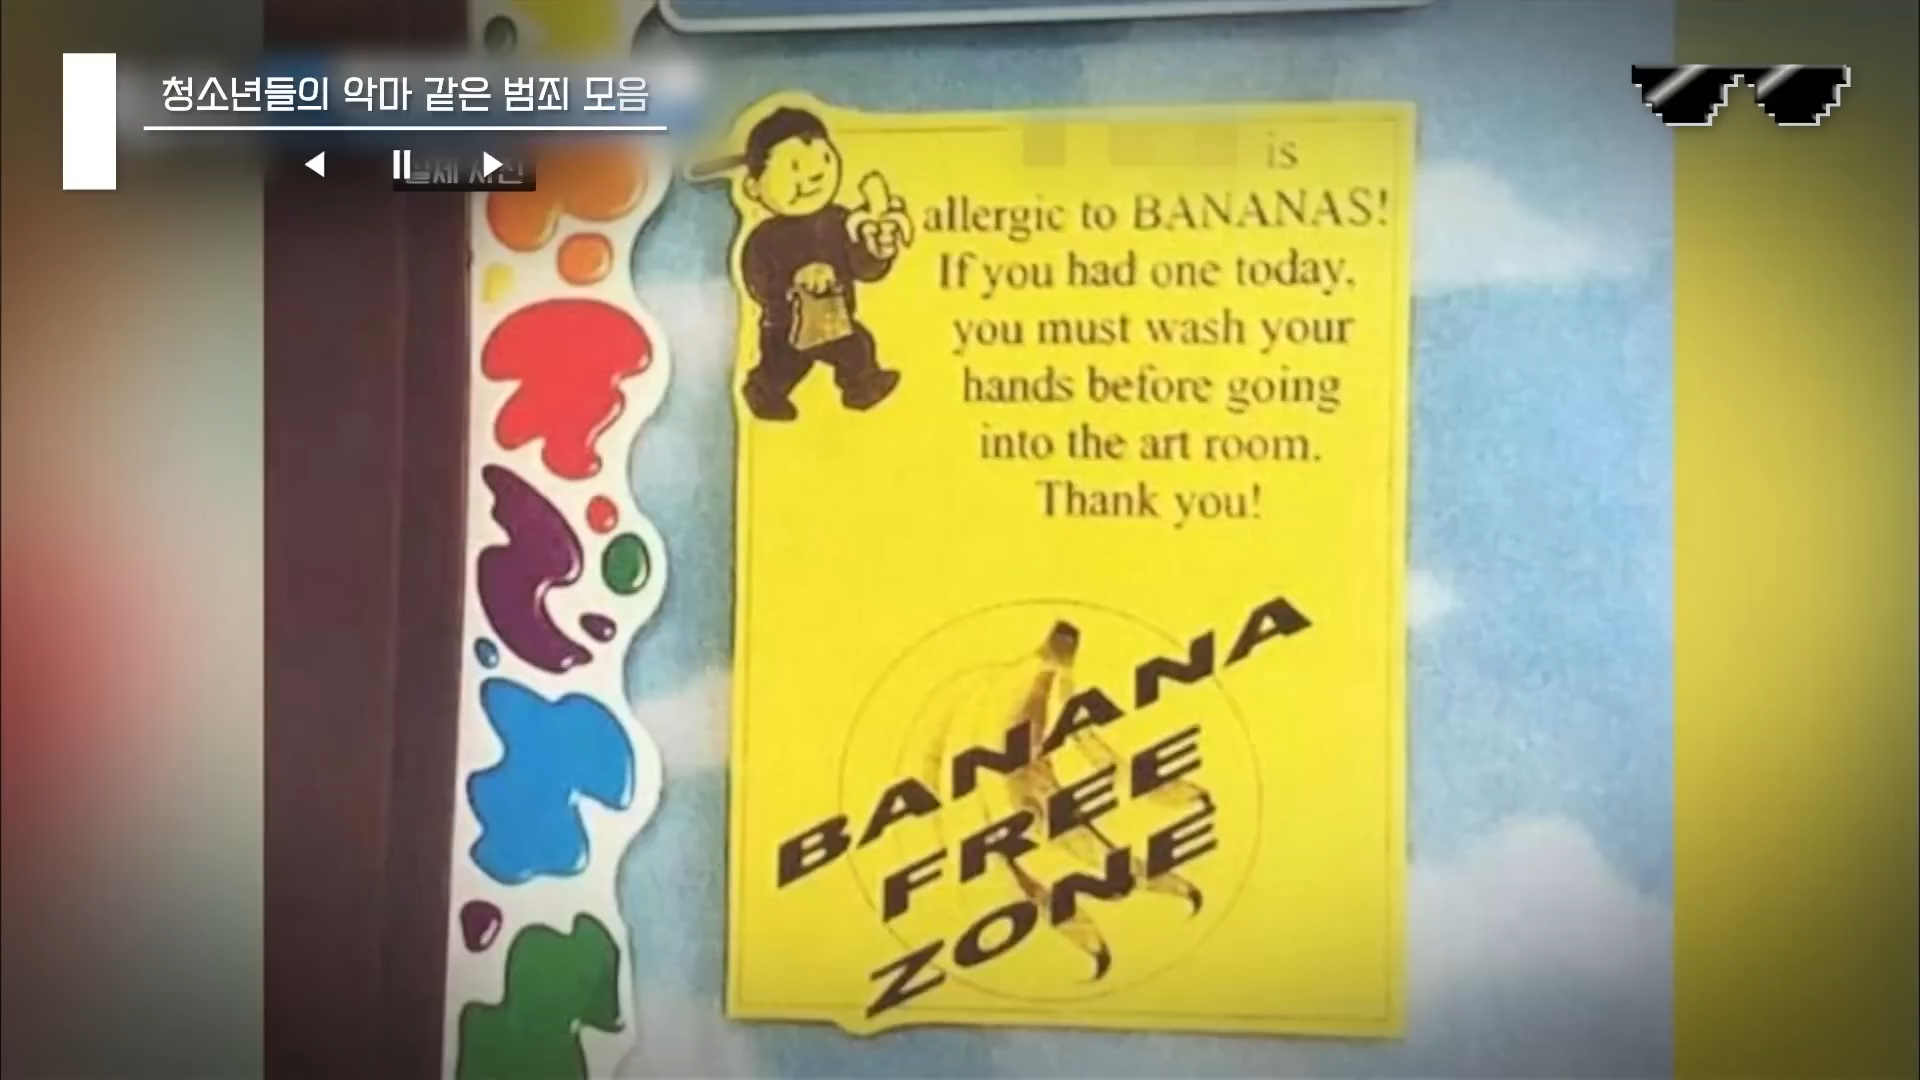 청소년들의 악마 같은 범죄 모음
is
allergic to BANANAS!
If you had one today,
you must wash your
hands before going
into the art room.
Thank you!
BANANA
FREE
ZONE